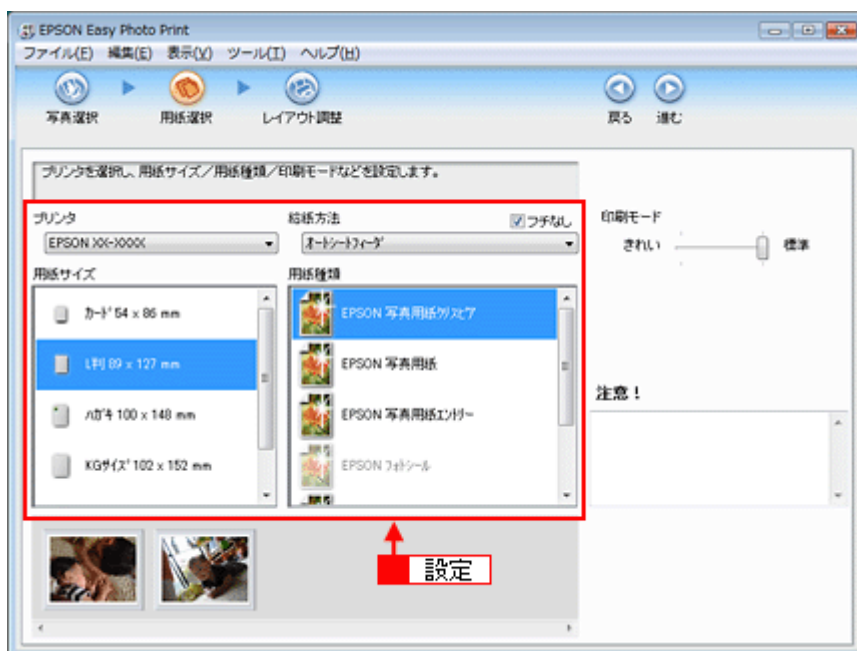 EPSON Easy Photo Print
ファイル(F) 編集(E) 表示(V) ツール(T) ヘルプ(H)
写真選択 用紙選択 レイアウト調整 戻る 進む
プリンタを選択し、用紙サイズ／用紙種類／印刷モードなどを設定します。
プリンタ 給紙方法 フチなし 印刷モード
EPSON XX-XXXX オートシートフィーダ きれい 標準
用紙サイズ 用紙種類
カード 54 x 86 mm EPSON 写真用紙クリスピア
L判 89 x 127 mm EPSON 写真用紙
注意！
ハガキ 100 x 148 mm EPSON 写真用紙エントリー
KGサイズ 102 x 152 mm EPSON フォトシール
設定